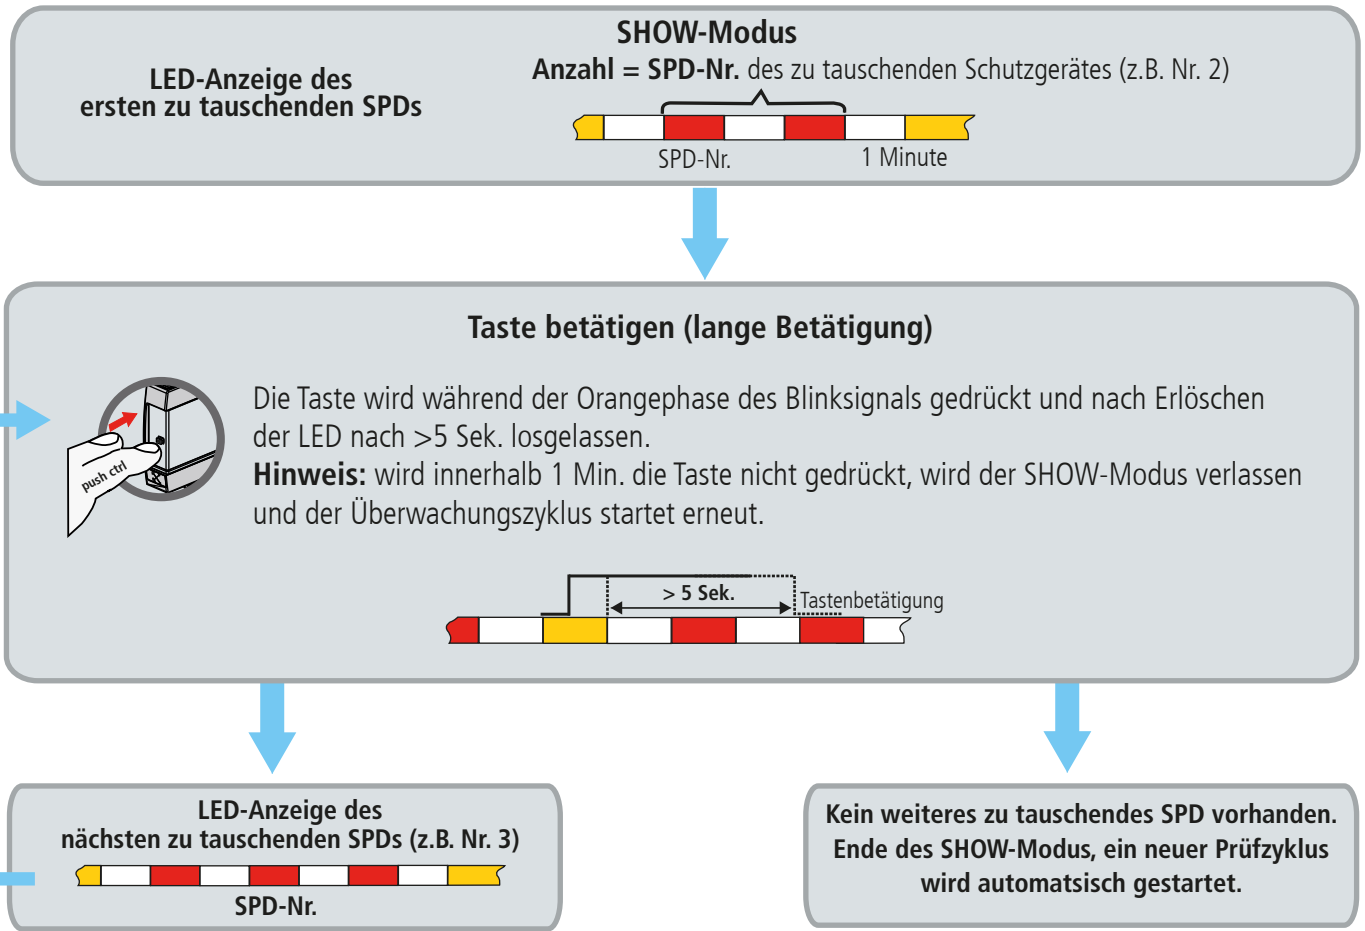 SHOW-Modus
LED-Anzeige des
ersten zu tauschenden SPDs
Anzahl = SPD-Nr. des zu tauschenden Schutzgerätes (z.B. Nr. 2)
SPD-Nr.
1 Minute
Taste betätigen (lange Betätigung)
push ctrl
Die Taste wird während der Orangephase des Blinksignals gedrückt und nach Erlöschen
der LED nach >5 Sek. losgelassen.
Hinweis: wird innerhalb 1 Min. die Taste nicht gedrückt, wird der SHOW-Modus verlassen
und der Überwachungszyklus startet erneut.
> 5 Sek.
Tastenbetätigung
LED-Anzeige des
nächsten zu tauschenden SPDs (z.B. Nr. 3)
SPD-Nr.
Kein weiteres zu tauschendes SPD vorhanden.
Ende des SHOW-Modus, ein neuer Prüfzyklus
wird automatsisch gestartet.